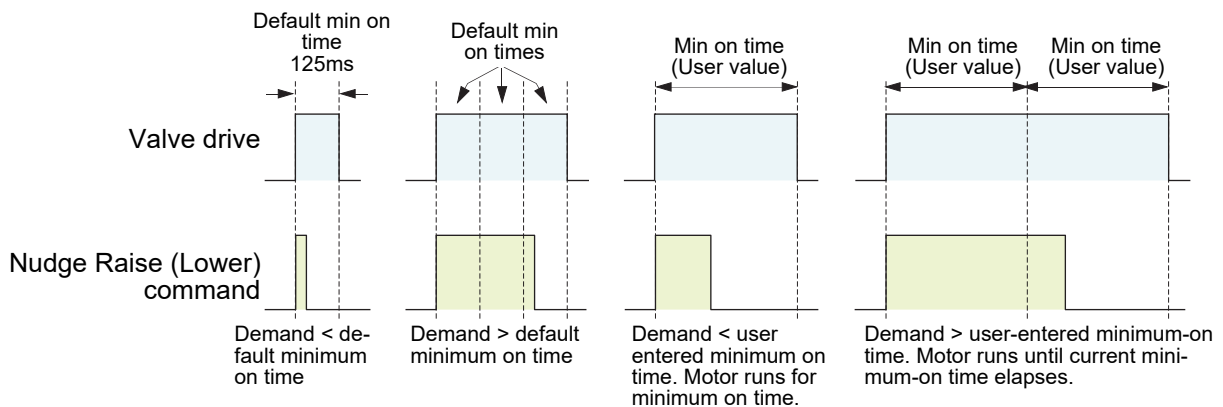 Default min on
time
125ms
Default min
on times
Min on time
(User value)
Min on time
(User value)
Min on time
(User value)
Valve drive
Nudge Raise (Lower)
command
Demand < de-
fault minimum
on time
Demand > default
minimum on time
Demand < user
entered minimum on
time. Motor runs for
minimum on time.
Demand > user-entered minimum-on
time. Motor runs until current mini-
mum-on time elapses.